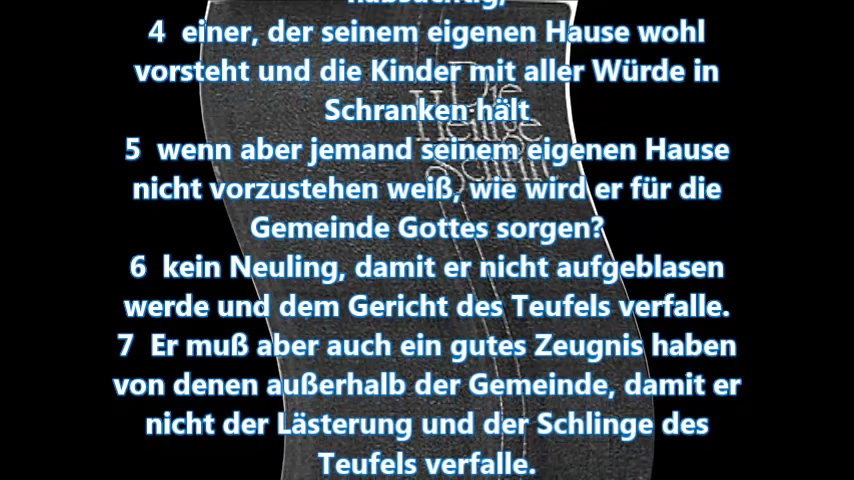 habsüchtig,
4 einer, der seinem eigenen Hause wohl
vorsteht und die Kinder mit aller Würde in
Schranken hält
5 wenn aber jemand seinem eigenen Hause
nicht vorzustehen weiß, wie wird er für die
Gemeinde Gottes sorgen?
6 kein Neuling, damit er nicht aufgeblasen
werde und dem Gericht des Teufels verfalle.
7 Er muß aber auch ein gutes Zeugnis haben
von denen außerhalb der Gemeinde, damit er
nicht der Lästerung und der Schlinge des
Teufels verfalle.
Die
Heilige